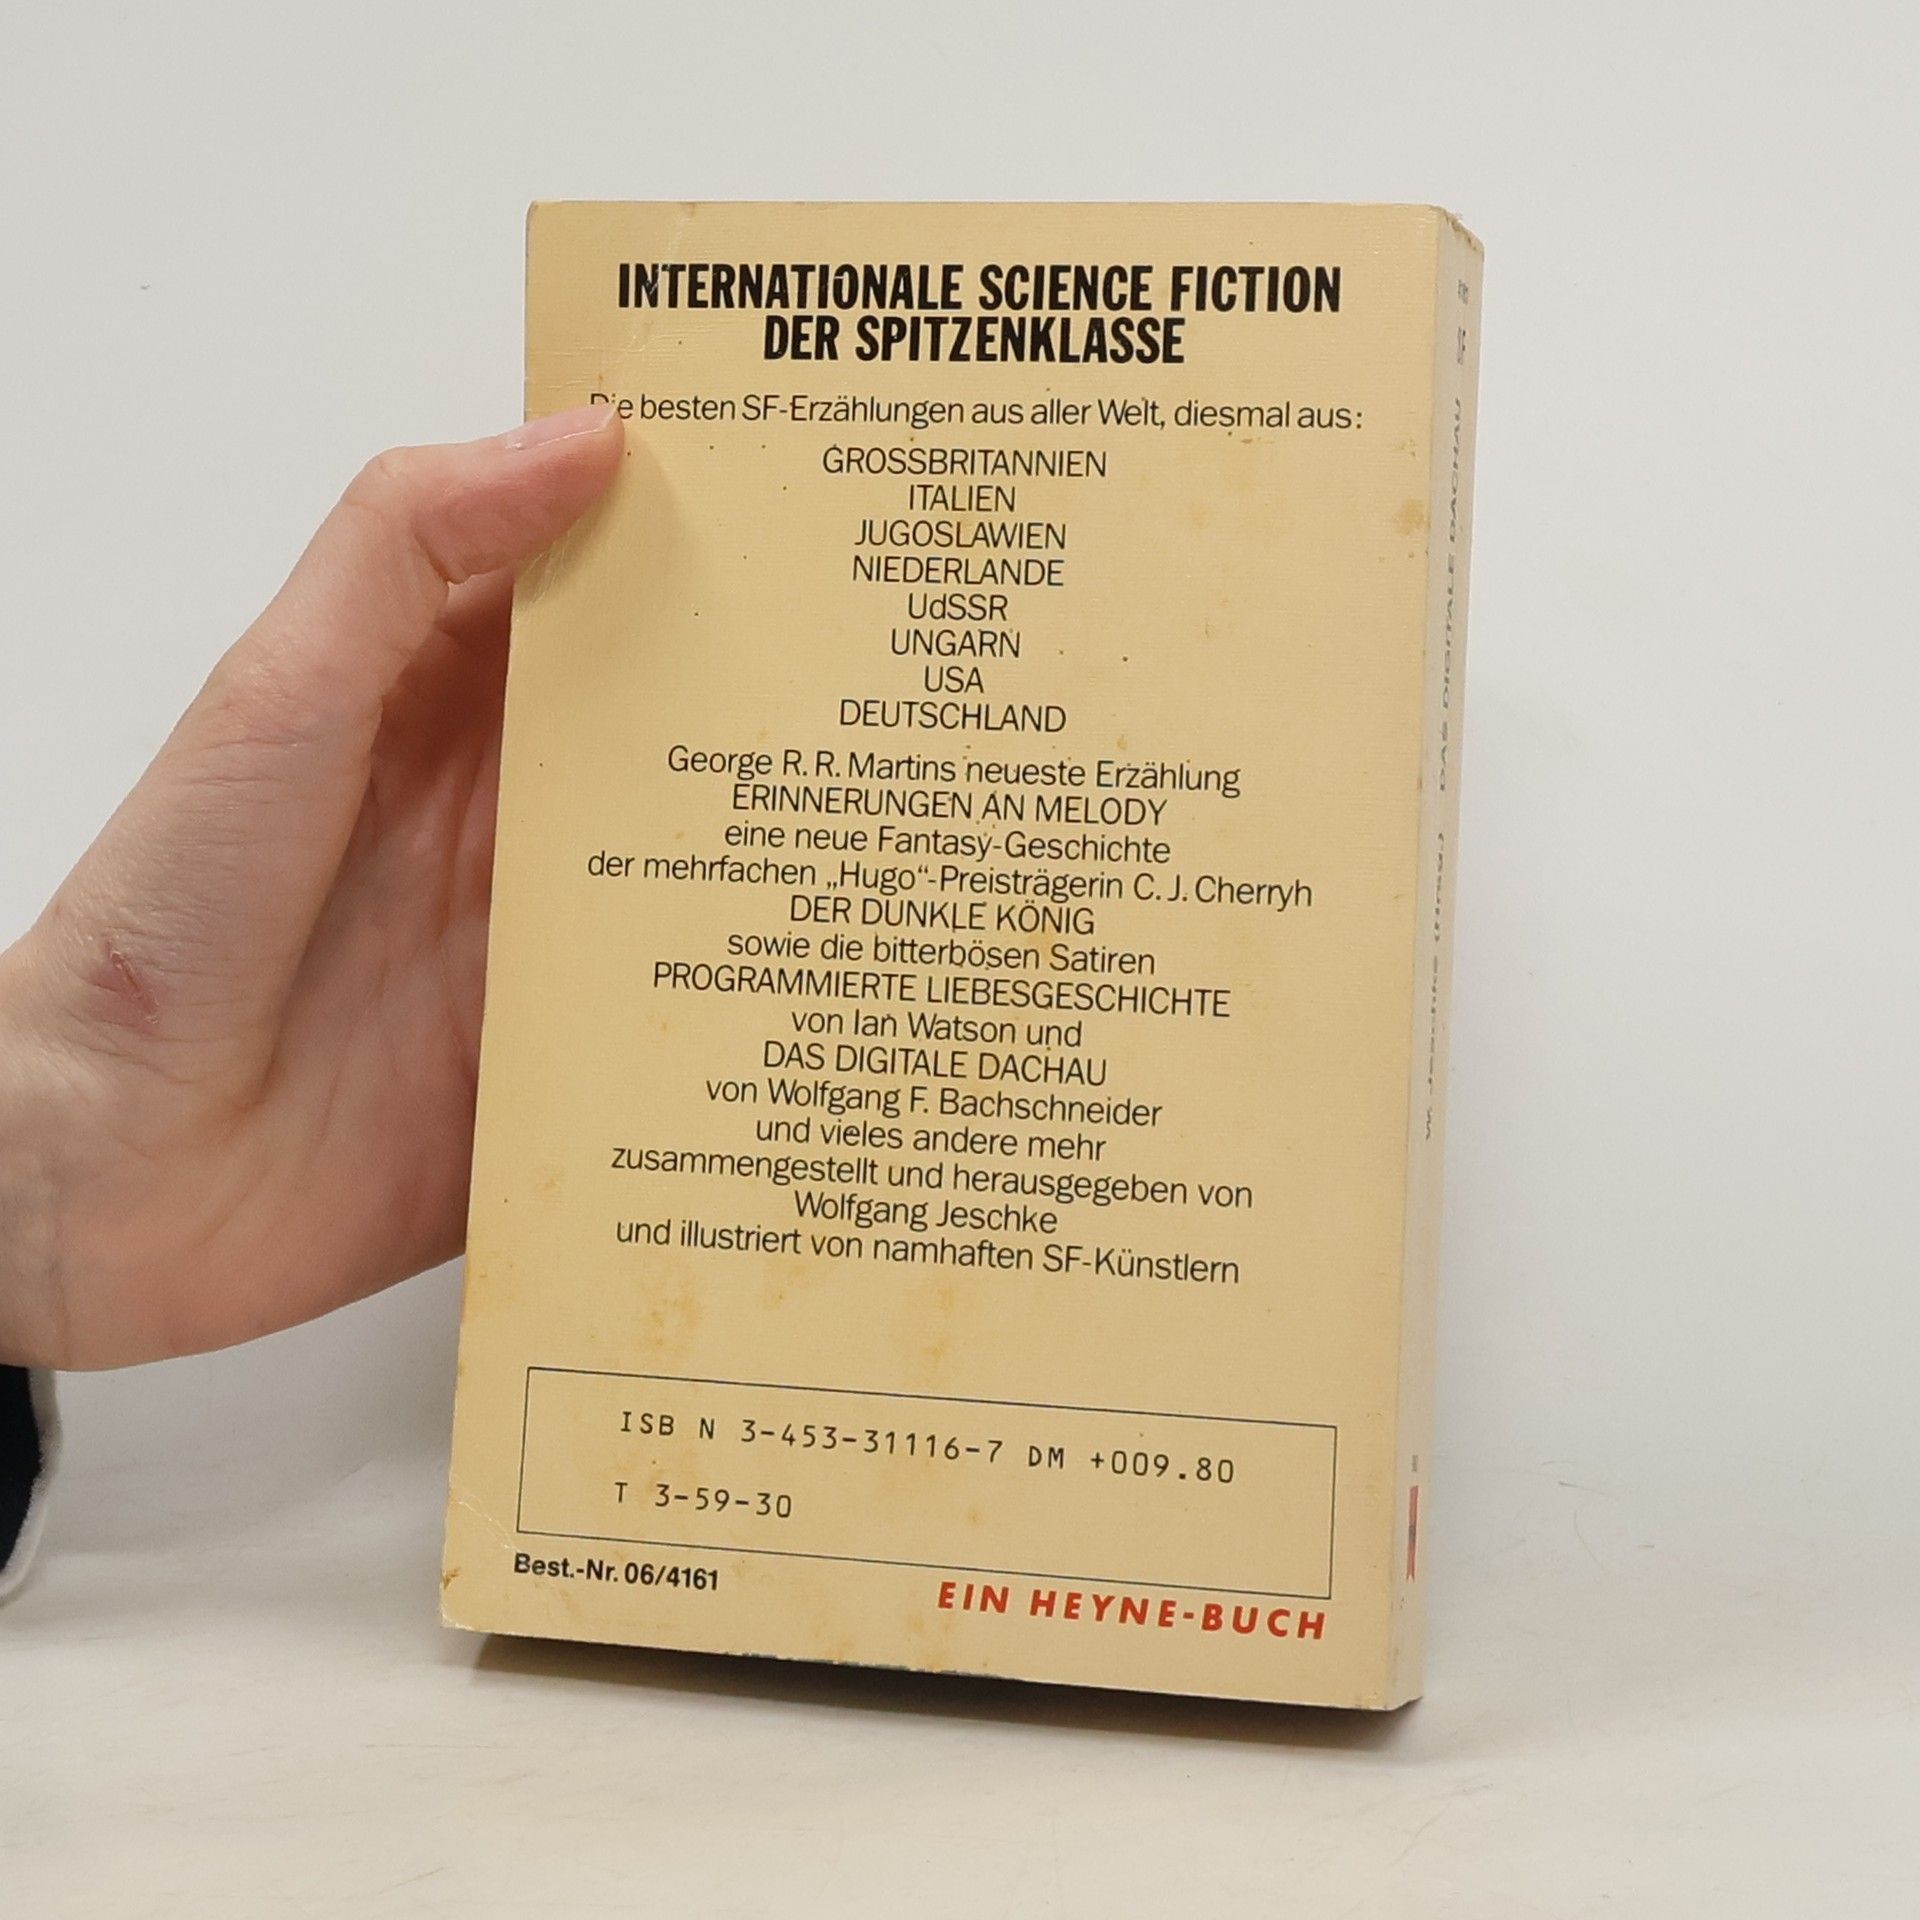 INTERNATIONALE SCIENCE FICTION
DER SPITZENKLASSE
Die besten SF-Erzählungen aus aller Welt, diesmal aus:
GROSSBRITANNIEN
ITALIEN
JUGOSLAWIEN
NIEDERLANDE
UdSSR
UNGARN
USA
DEUTSCHLAND
George R. R. Martins neueste Erzählung
ERINNERUNGEN AN MELODY
eine neue Fantasy-Geschichte
der mehrfachen „Hugo“-Preisträgerin C. J. Cherryh
DER DUNKLE KÖNIG
sowie die bitterbösen Satiren
PROGRAMMIERTE LIEBESGESCHICHTE
von Ian Watson und
DAS DIGITALE DACHAU
von Wolfgang F. Bachschneider
und vieles andere mehr
zusammengestellt und herausgegeben von
Wolfgang Jeschke
und illustriert von namhaften SF-Künstlern
ISB N 3-453-31116-7 DM +009.80
T 3-59-30
Best.-Nr. 06/4161
EIN HEYNE-BUCH
W. Jeschke (Hrsg.) DAS DIGITALE DACHAU